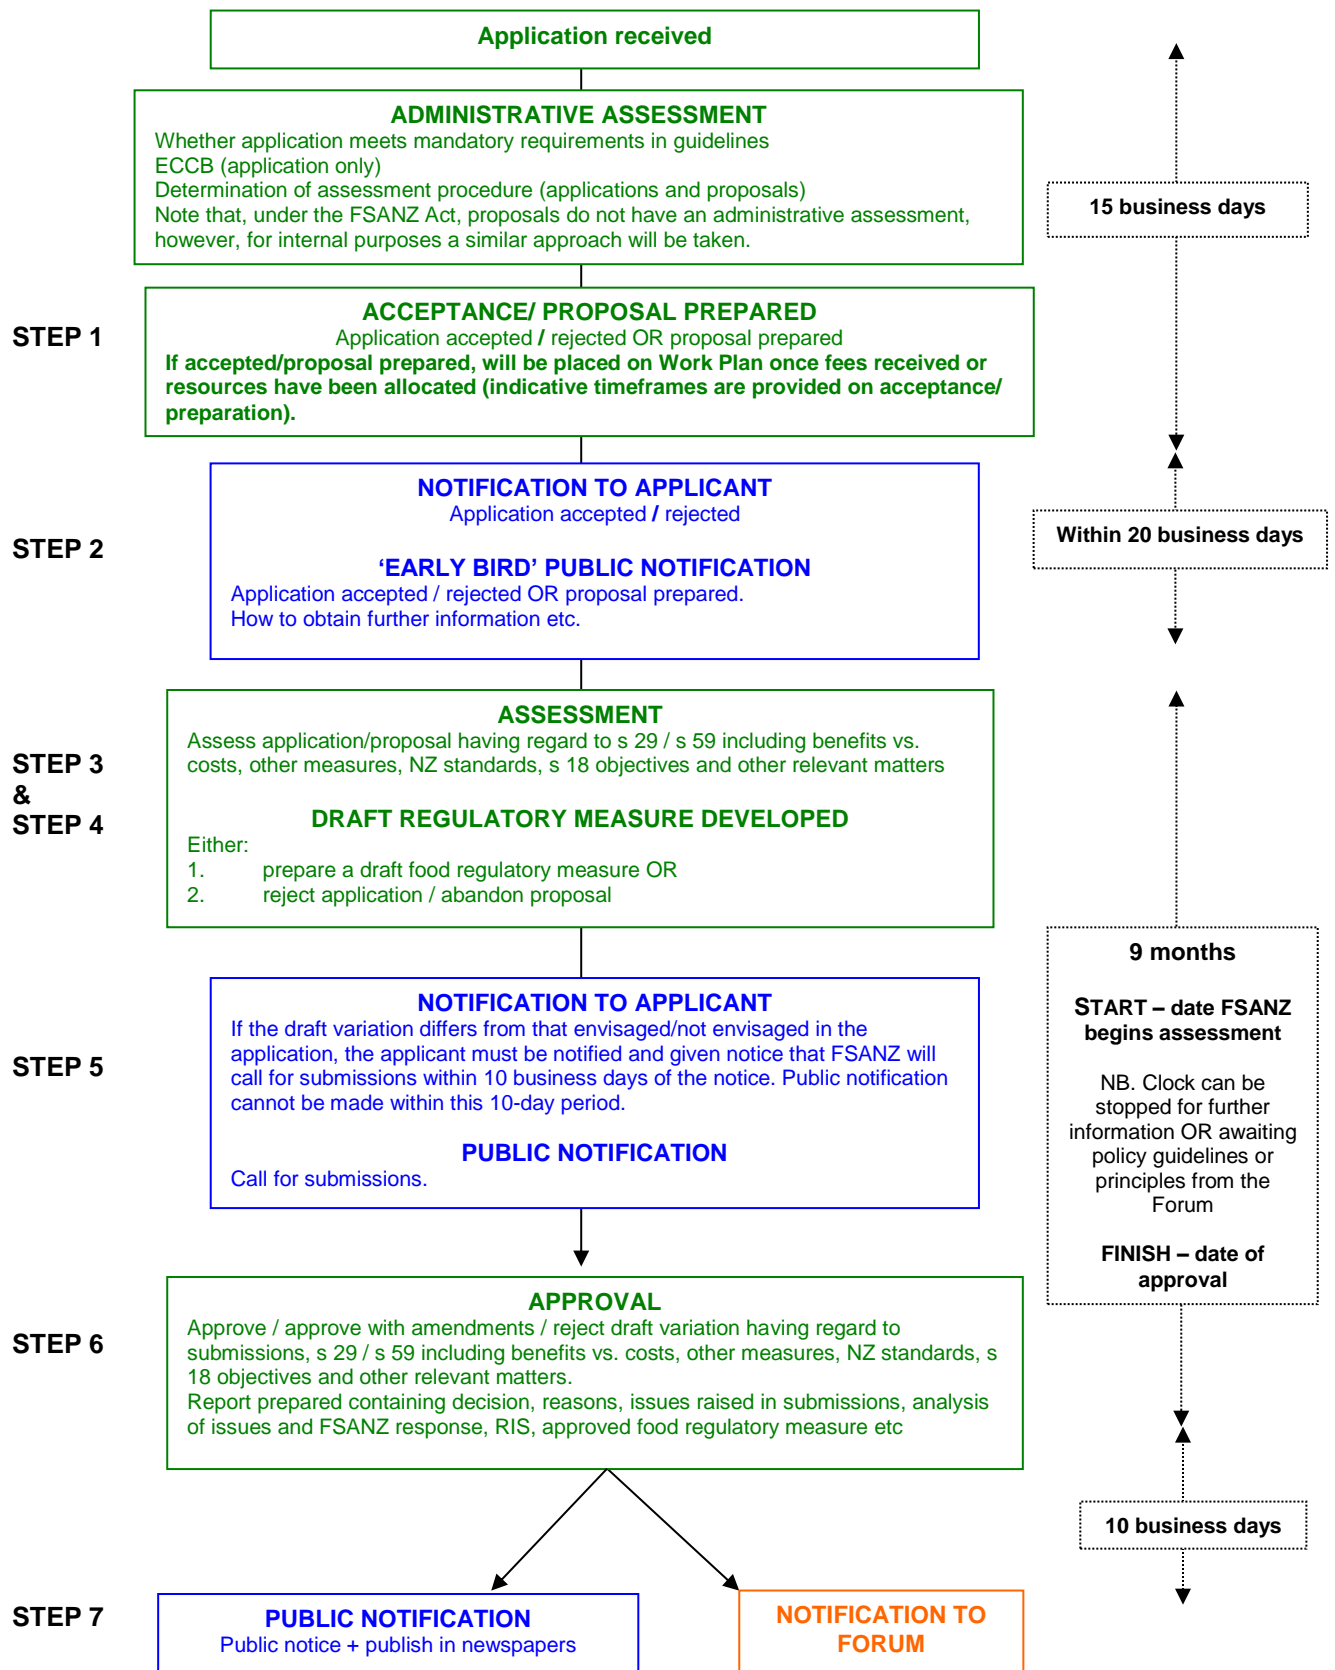 Application received
ADMINISTRATIVE ASSESSMENT
Whether application meets mandatory requirements in guidelines
ECCB (application only)
Determination of assessment procedure (applications and proposals)
Note that, under the FSANZ Act, proposals do not have an administrative assessment,
however, for internal purposes a similar approach will be taken.
15 business days
STEP 1
ACCEPTANCE/ PROPOSAL PREPARED
Application accepted / rejected OR proposal prepared
If accepted/proposal prepared, will be placed on Work Plan once fees received or
resources have been allocated (indicative timeframes are provided on acceptance/
preparation).
STEP 2
NOTIFICATION TO APPLICANT
Application accepted / rejected
‘EARLY BIRD’ PUBLIC NOTIFICATION
Application accepted / rejected OR proposal prepared.
How to obtain further information etc.
Within 20 business days
STEP 3
&
STEP 4
ASSESSMENT
Assess application/proposal having regard to s 29 / s 59 including benefits vs.
costs, other measures, NZ standards, s 18 objectives and other relevant matters
DRAFT REGULATORY MEASURE DEVELOPED
Either:
1. prepare a draft food regulatory measure OR
2. reject application / abandon proposal
STEP 5
NOTIFICATION TO APPLICANT
If the draft variation differs from that envisaged/not envisaged in the
application, the applicant must be notified and given notice that FSANZ will
call for submissions within 10 business days of the notice. Public notification
cannot be made within this 10-day period.
PUBLIC NOTIFICATION
Call for submissions.
9 months
START – date FSANZ
begins assessment
NB. Clock can be
stopped for further
information OR awaiting
policy guidelines or
principles from the
Forum
FINISH – date of
approval
STEP 6
APPROVAL
Approve / approve with amendments / reject draft variation having regard to
submissions, s 29 / s 59 including benefits vs. costs, other measures, NZ standards, s
18 objectives and other relevant matters.
Report prepared containing decision, reasons, issues raised in submissions, analysis
of issues and FSANZ response, RIS, approved food regulatory measure etc
10 business days
STEP 7
PUBLIC NOTIFICATION
Public notice + publish in newspapers
NOTIFICATION TO
FORUM